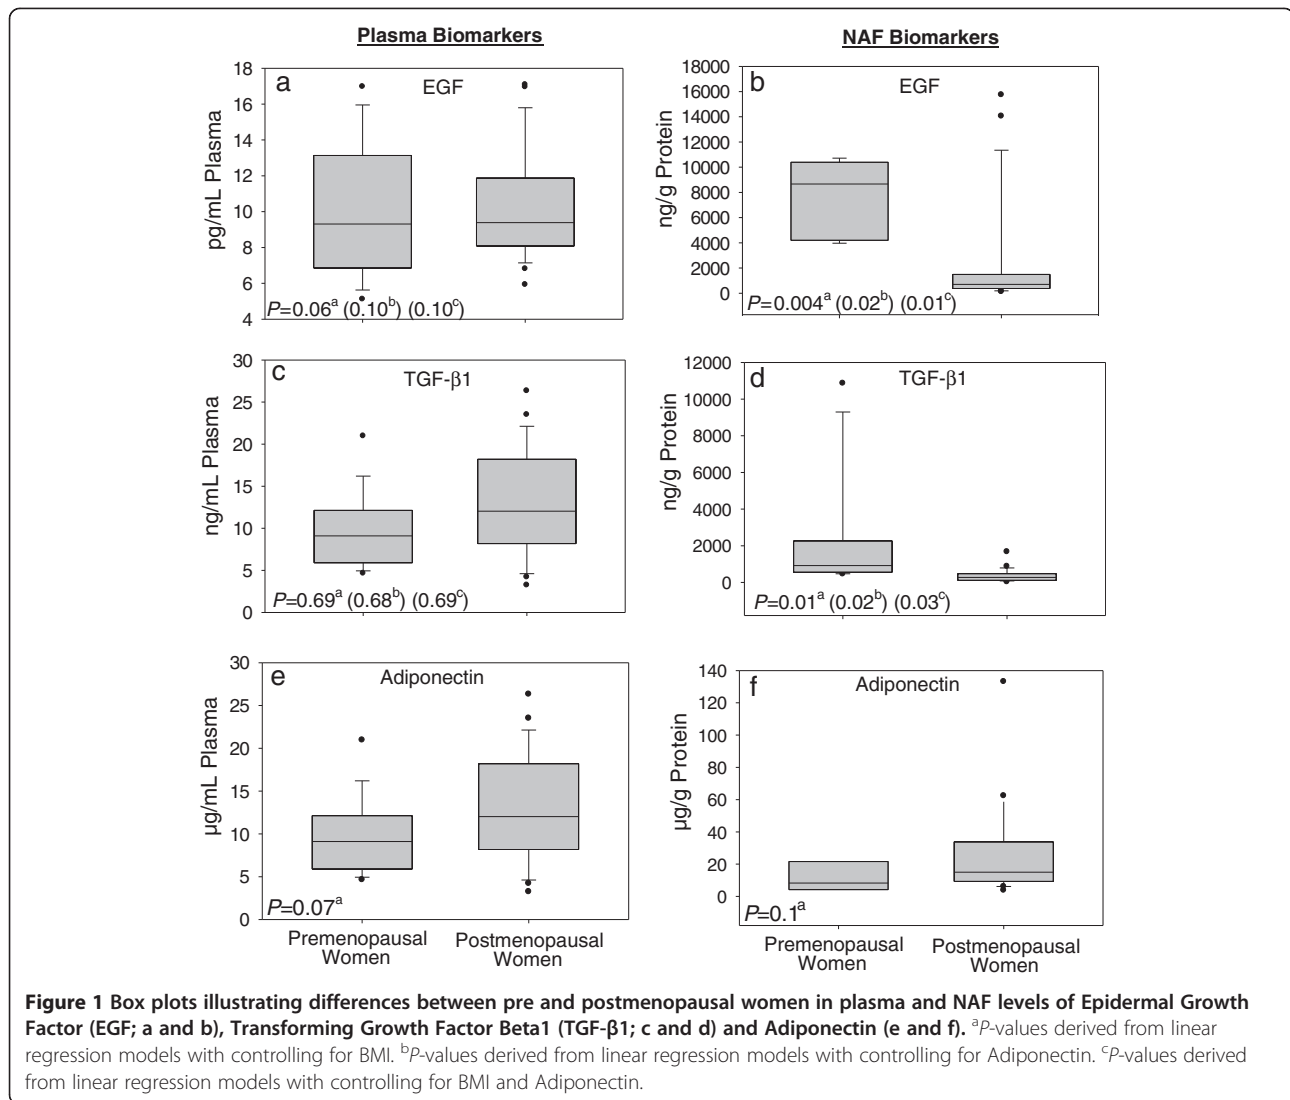 Plasma Biomarkers
NAF Biomarkers
a
EGF
18
16
14
12
10
8
6
4
pg/mL Plasma
P=0.06a (0.10b) (0.10c)
b
EGF
18000
16000
14000
12000
10000
8000
6000
4000
2000
0
ng/g Protein
P=0.004a (0.02b) (0.01c)
c
TGF-β1
30
25
20
15
10
5
0
ng/mL Plasma
P=0.69a (0.68b) (0.69c)
d
TGF-β1
12000
10000
8000
6000
4000
2000
0
ng/g Protein
P=0.01a (0.02b) (0.03c)
e
Adiponectin
30
25
20
15
10
5
0
µg/mL Plasma
P=0.07a
Premenopausal
Women
Postmenopausal
Women
f
Adiponectin
140
120
100
80
60
40
20
0
µg/g Protein
P=0.1a
Premenopausal
Women
Postmenopausal
Women
Figure 1 Box plots illustrating differences between pre and postmenopausal women in plasma and NAF levels of Epidermal Growth
Factor (EGF; a and b), Transforming Growth Factor Beta1 (TGF-β1; c and d) and Adiponectin (e and f). aP-values derived from linear
regression models with controlling for BMI. bP-values derived from linear regression models with controlling for Adiponectin. cP-values derived
from linear regression models with controlling for BMI and Adiponectin.